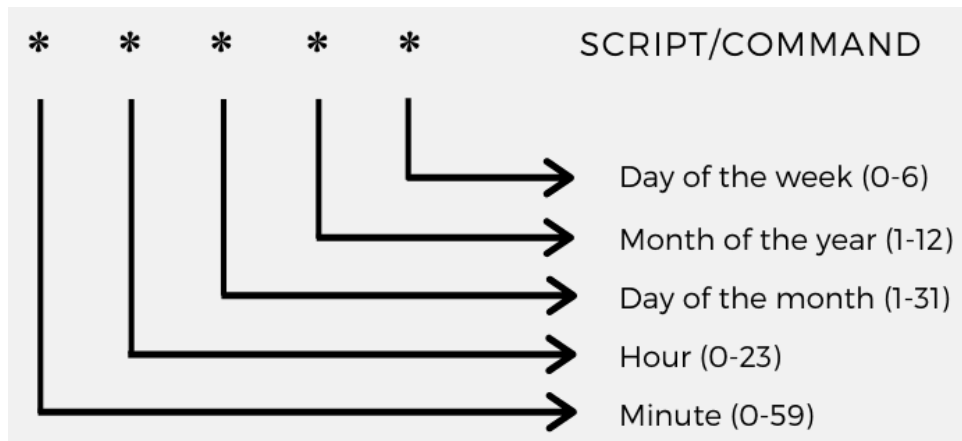 * * * * * SCRIPT/COMMAND
Day of the week (0-6)
Month of the year (1-12)
Day of the month (1-31)
Hour (0-23)
Minute (0-59)